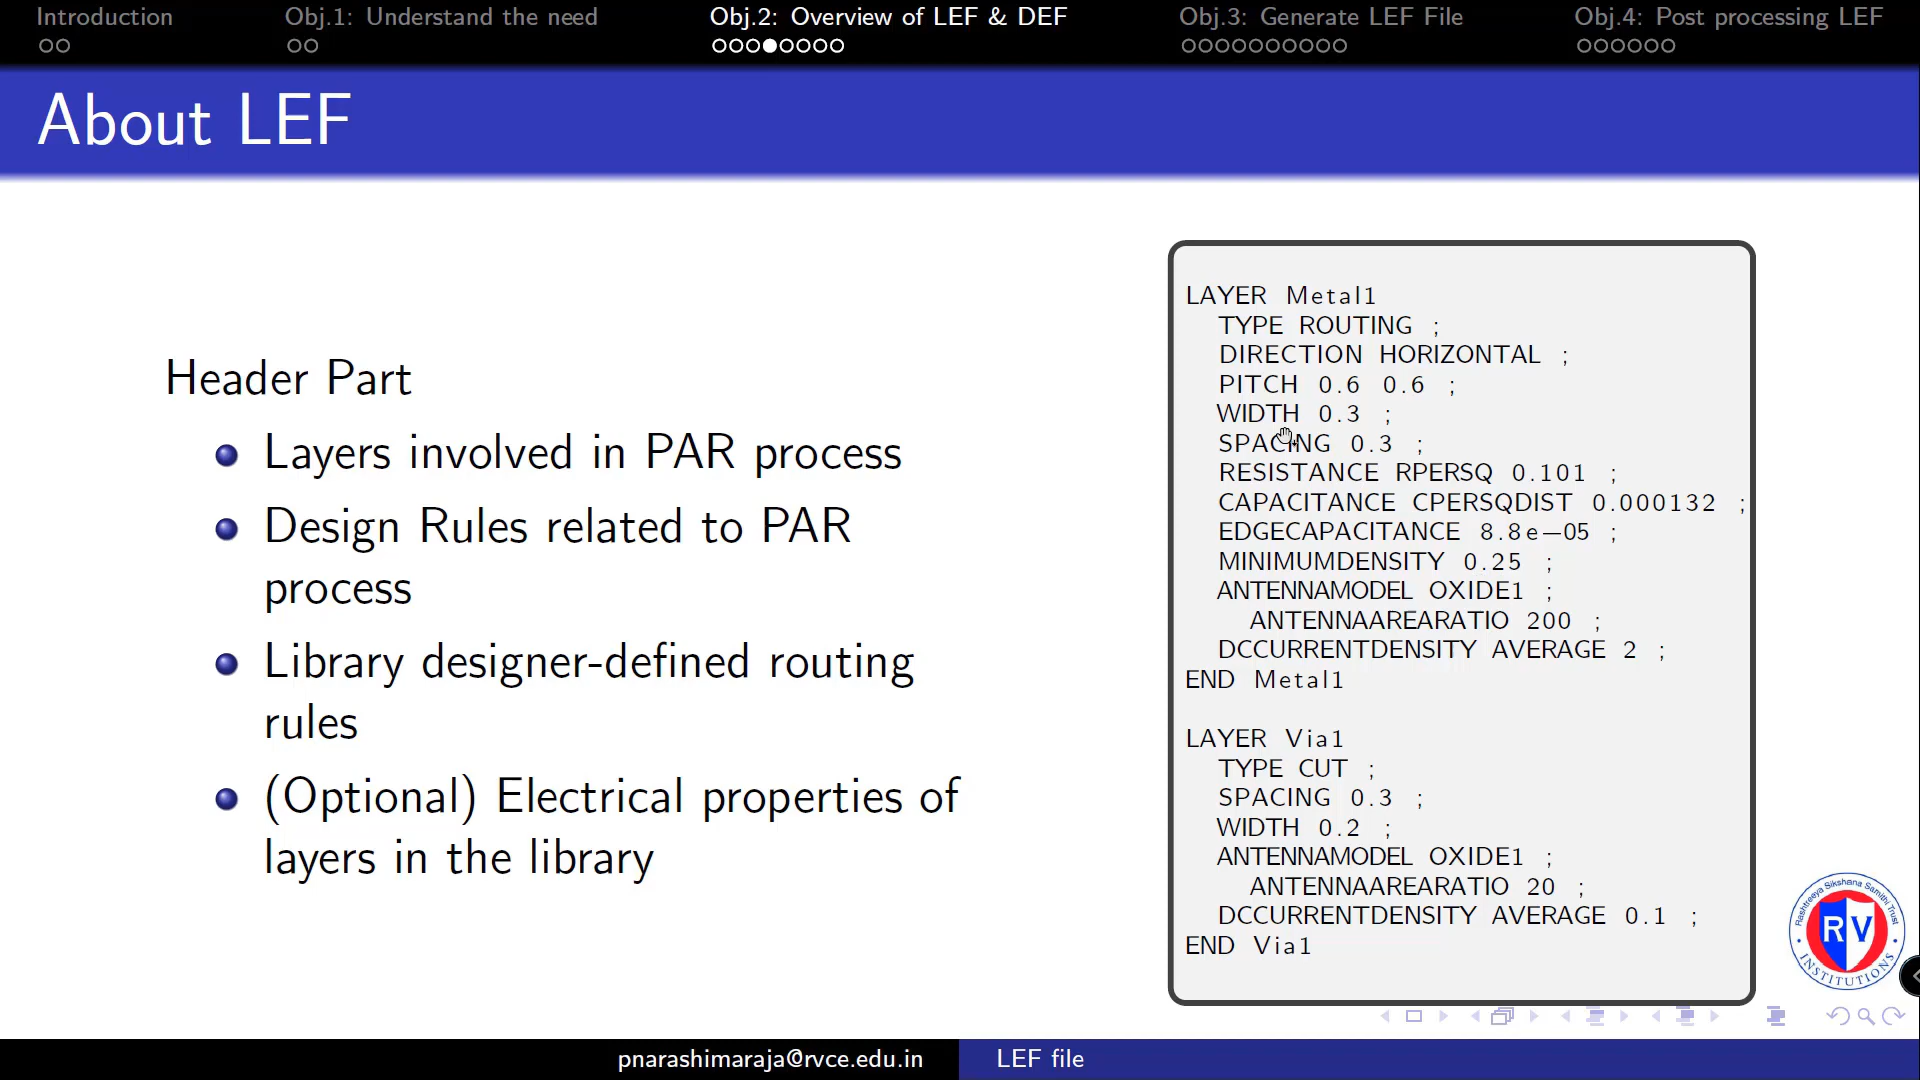 Introduction
Obj.1: Understand the need
Obj.2: Overview of LEF & DEF
Obj.3: Generate LEF File
Obj.4: Post processing LEF
About LEF
Header Part
Layers involved in PAR process
Design Rules related to PAR
process
Library designer-defined routing
rules
(Optional) Electrical properties of
layers in the library
LAYER Metal1
TYPE ROUTING ;
DIRECTION HORIZONTAL ;
PITCH 0.6 0.6 ;
WIDTH 0.3 ;
SPACING 0.3 ;
RESISTANCE RPERSQ 0.101 ;
CAPACITANCE CPERSQDIST 0.000132 ;
EDGECAPACITANCE 8.8e−05 ;
MINIMUMDENSITY 0.25 ;
ANTENNAMODEL OXIDE1 ;
ANTENNAAREARATIO 200 ;
DCCURRENTDENSITY AVERAGE 2 ;
END Metal1
LAYER Via1
TYPE CUT ;
SPACING 0.3 ;
WIDTH 0.2 ;
ANTENNAMODEL OXIDE1 ;
ANTENNAAREARATIO 20 ;
DCCURRENTDENSITY AVERAGE 0.1 ;
END Via1
Rashtreeya Sikshana Samithi Trust
RV
INSTITUTIONS
pnarashimaraja@rvce.edu.in
LEF file